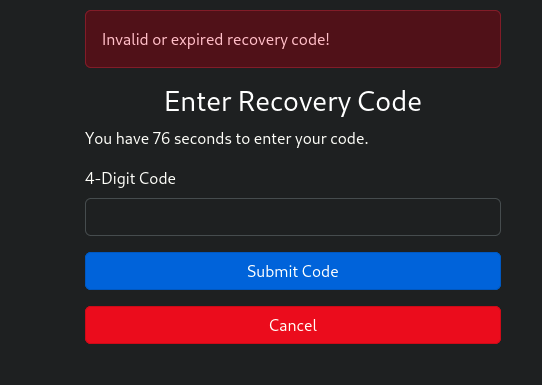 Invalid or expired recovery code!
Enter Recovery Code
You have 76 seconds to enter your code.
4-Digit Code
Submit Code
Cancel